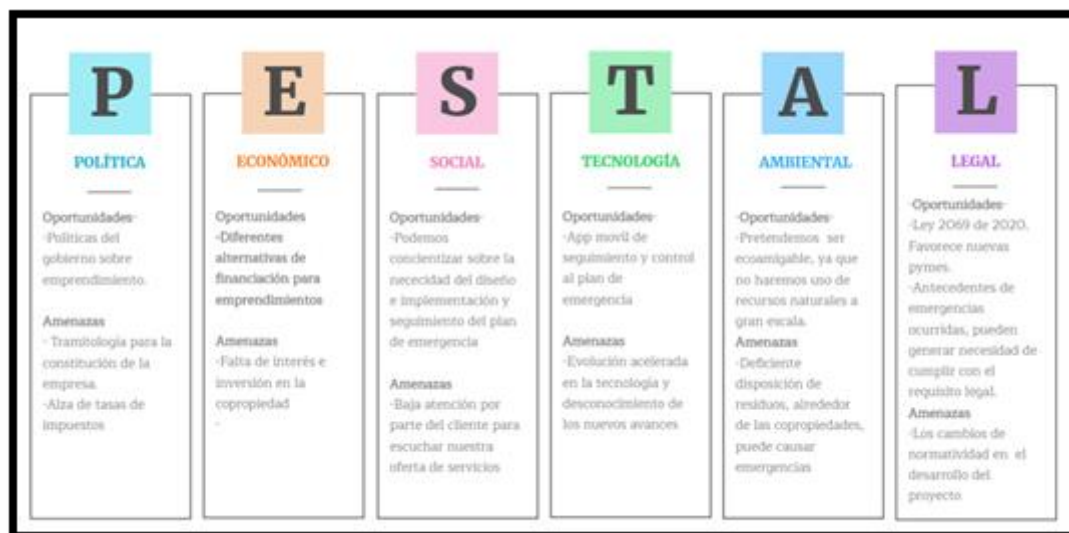 P
POLÍTICA
Oportunidades
-Politicas del
gobierno sobre
emprendimiento.
Amenazas
- Tramitología para la
constitución de la
empresa.
-Alza de tasas de
impuestos
E
ECONÓMICO
Oportunidades
-Diferentes
alternativas de
financiación para
emprendimientos
Amenazas
-Falta de interés e
inversión en la
copropiedad
-
S
SOCIAL
Oportunidades
-Podemos
concientizar sobre la
nececidad del diseño
e implementación y
seguimiento del plan
de emergencia
Amenazas
-Baja atención por
parte del cliente para
escuchar nuestra
oferta de servicios
T
TECNOLOGÍA
Oportunidades
-App movil de
seguimiento y control
al plan de
emergencia
Amenazas
-Evolución acelerada
en la tecnología y
desconocimiento de
los nuevos avances
A
AMBIENTAL
-Oportunidades-
-Pretendemos ser
ecoamigable, ya que
no haremos uso de
recursos naturales a
gran escala.
Amenazas
-Deficiente
disposición de
residuos, alrededor
de las copropiedades,
puede causar
emergencias
L
LEGAL
-Oportunidades-
-Ley 2069 de 2020.
Favorece nuevas
pymes.
-Antecedentes de
emergencias
ocurridas, pueden
generar necesidad de
cumplir con el
requisito legal.
Amenazas
-Los cambios de
normatividad en el
desarrollo del
proyecto